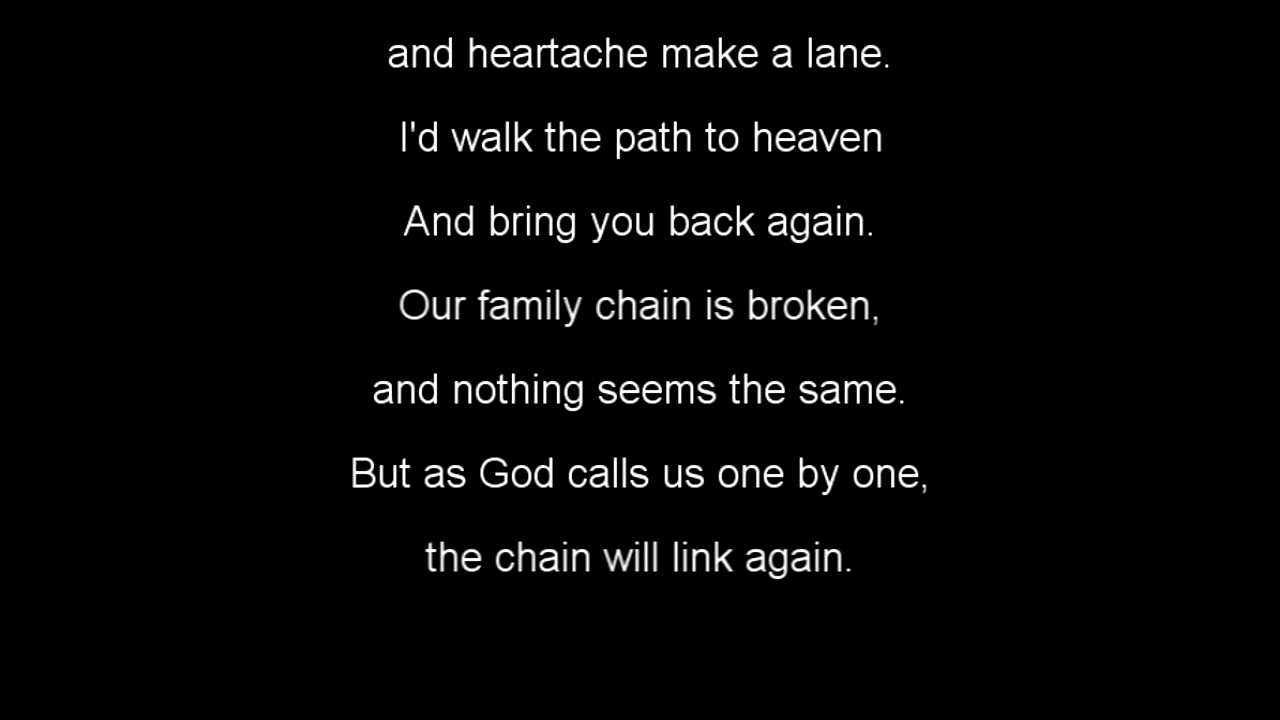 and heartache make a lane.
I'd walk the path to heaven
And bring you back again.
Our family chain is broken,
and nothing seems the same.
But as God calls us one by one,
the chain will link again.